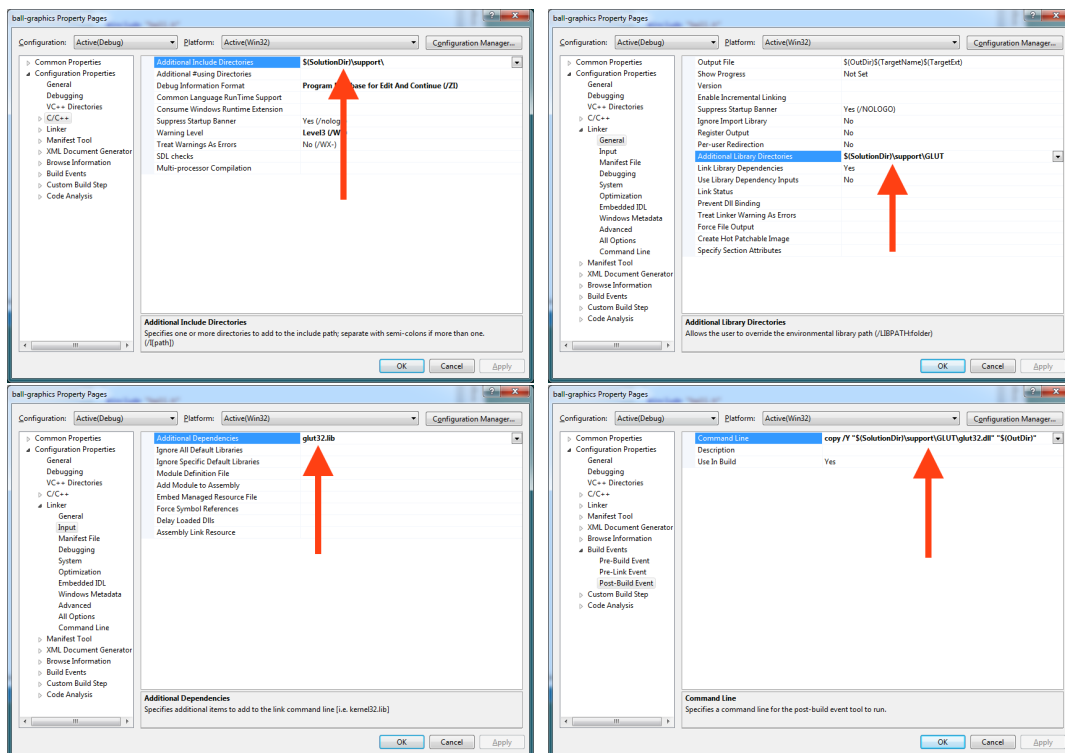 ball-graphics Property Pages
Configuration: Active(Debug) Platform: Active(Win32) Configuration Manager...
Common Properties
Configuration Properties
General
Debugging
VC++ Directories
C/C++
Linker
Manifest Tool
XML Document Generator
Browse Information
Build Events
Custom Build Step
Code Analysis
Additional Include Directories $(SolutionDir)\support\
Additional #using Directories
Debug Information Format Program for Edit And Continue (/ZI)
Common Language RunTime Support
Consume Windows Runtime Extension
Suppress Startup Banner Yes (/nolog
Warning Level Level3 (/W
Treat Warnings As Errors No (/WX-)
SDL checks
Multi-processor Compilation
Additional Include Directories
Specifies one or more directories to add to the include path; separate with semi-colons if more than one.
(/I[path])
OK Cancel Apply
ball-graphics Property Pages
Configuration: Active(Debug) Platform: Active(Win32) Configuration Manager...
Common Properties
Configuration Properties
General
Debugging
VC++ Directories
C/C++
Linker
General
Input
Manifest File
Debugging
System
Optimization
Embedded IDL
Windows Metadata
Advanced
All Options
Command Line
Manifest Tool
XML Document Generator
Browse Information
Build Events
Custom Build Step
Code Analysis
Output File $(OutDir)$(TargetName)$(TargetExt)
Show Progress Not Set
Version
Enable Incremental Linking
Suppress Startup Banner Yes (/NOLOGO)
Ignore Import Library No
Register Output No
Per-user Redirection No
Additional Library Directories $(SolutionDir)\support\GLUT
Link Library Dependencies Yes
Use Library Dependency Inputs No
Link Status
Prevent Dll Binding
Treat Linker Warning As Errors
Force File Output
Create Hot Patchable Image
Specify Section Attributes
Additional Library Directories
Allows the user to override the environmental library path (/LIBPATH:folder)
OK Cancel Apply
ball-graphics Property Pages
Configuration: Active(Debug) Platform: Active(Win32) Configuration Manager...
Common Properties
Configuration Properties
General
Debugging
VC++ Directories
C/C++
Linker
General
Input
Manifest File
Debugging
System
Optimization
Embedded IDL
Windows Metadata
Advanced
All Options
Command Line
Manifest Tool
XML Document Generator
Browse Information
Build Events
Custom Build Step
Code Analysis
Additional Dependencies glut32.lib
Ignore All Default Libraries
Ignore Specific Default Libraries
Module Definition File
Add Module to Assembly
Embed Managed Resource File
Force Symbol References
Delay Loaded Dlls
Assembly Link Resource
Additional Dependencies
Specifies additional items to add to the link command line [i.e. kernel32.lib]
OK Cancel Apply
ball-graphics Property Pages
Configuration: Active(Debug) Platform: Active(Win32) Configuration Manager...
Common Properties
Configuration Properties
General
Debugging
VC++ Directories
C/C++
Linker
Manifest Tool
XML Document Generator
Browse Information
Build Events
Pre-Build Event
Pre-Link Event
Post-Build Event
Custom Build Step
Code Analysis
Command Line copy /Y "$(SolutionDir)\support\GLUT\glut32.dll" "$(OutDir)"
Description
Use In Build Yes
Command Line
Specifies a command line for the post-build event tool to run.
OK Cancel Apply